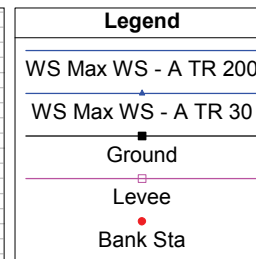 Legend
WS Max WS - A TR 200
WS Max WS - A TR 30
Ground
Levee
Bank Sta